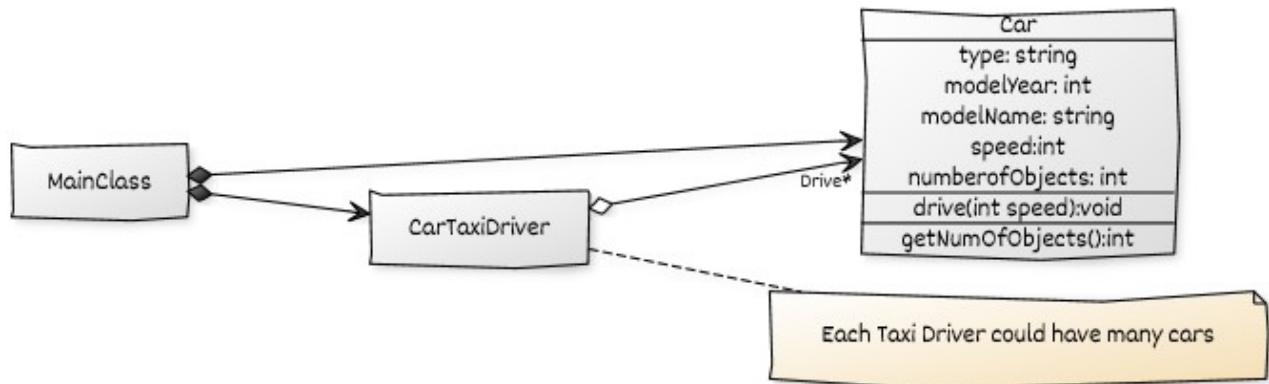 MainClass
CarTaxiDriver
Drive*
Car
type: string
modelYear: int
modelName: string
speed:int
numberofObjects: int
drive(int speed):void
getNumOfObjects():int
Each Taxi Driver could have many cars